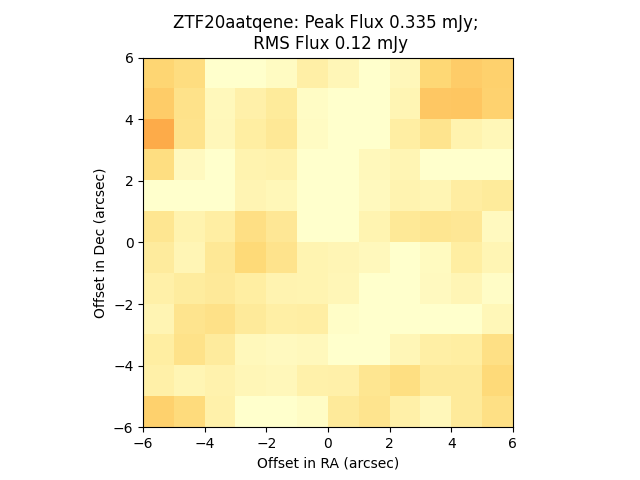 ZTF20aatqene: Peak Flux 0.335 mJy;
RMS Flux 0.12 mJy
6
4
2
0
−2
−4
−6
Offset in Dec (arcsec)
−6 −4 −2 0 2 4 6
Offset in RA (arcsec)